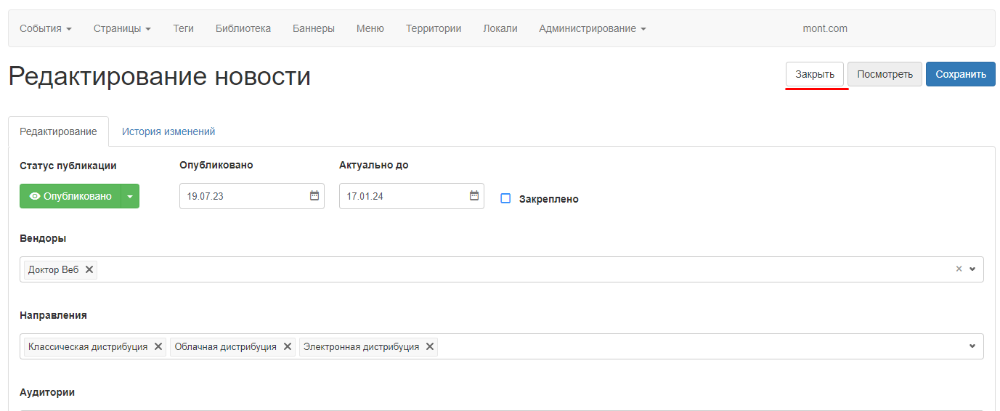 События Страницы Теги Библиотека Баннеры Меню Территории Локали Администрирование mont.com
Редактирование новости Закрыть Посмотреть Сохранить
Редактирование История изменений
Статус публикации Опубликовано Актуально до
Опубликовано 19.07.23 17.01.24 Закреплено
Вендоры
Доктор Веб
Направления
Классическая дистрибуция Облачная дистрибуция Электронная дистрибуция
Аудитории